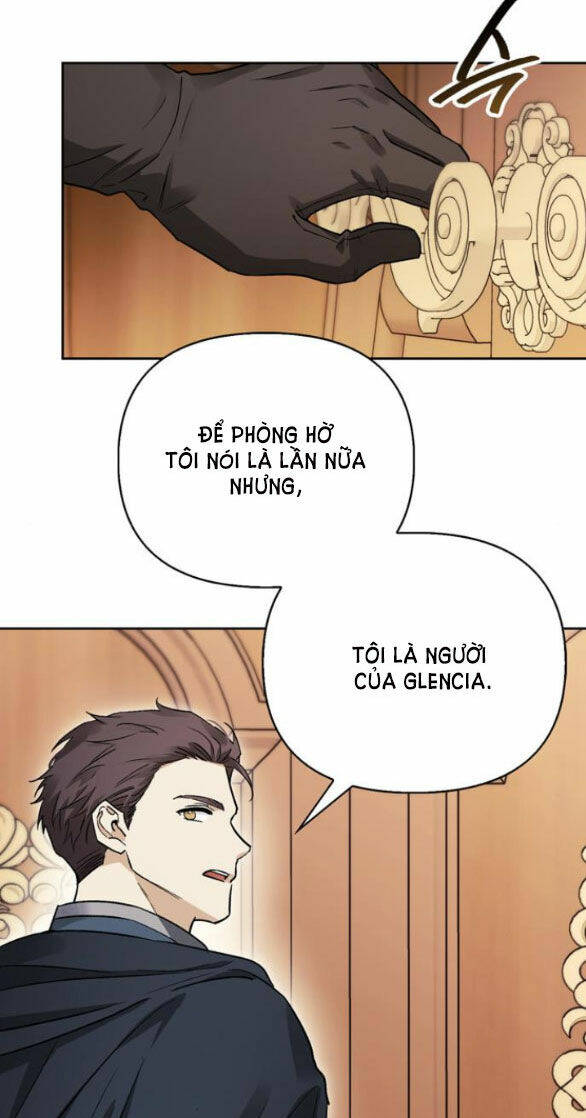 ĐỂ PHÒNG HỜ
TÔI NÓI LÀ LẦN NỮA
NHƯNG,
TÔI LÀ NGƯỜI
CỦA GLENCIA.